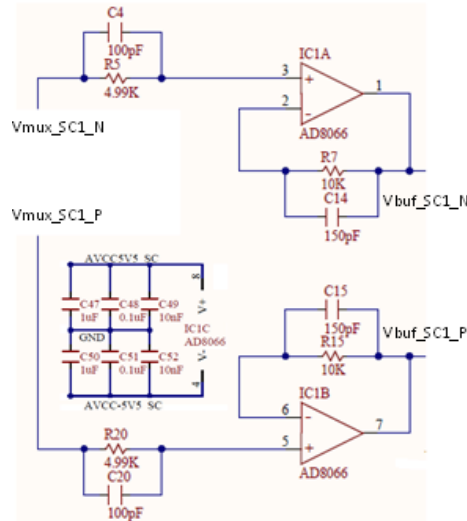 C4
100pF
R5
4.99K
Vmux_SC1_N
3
2
1
IC1A
AD8066
R7
10K
C14
150pF
Vbuf_SC1_N
Vmux_SC1_P
AVCC5V5_SC
8
V+
C47
1uF
C48
0.1uF
C49
10nF
IC1C
AD8066
GND
C50
1uF
C51
0.1uF
C52
10nF
V-
4
AVCC-5V5_SC
C15
150pF
Vbuf_SC1_P
R15
10K
6
5
7
IC1B
AD8066
R20
4.99K
C20
100pF